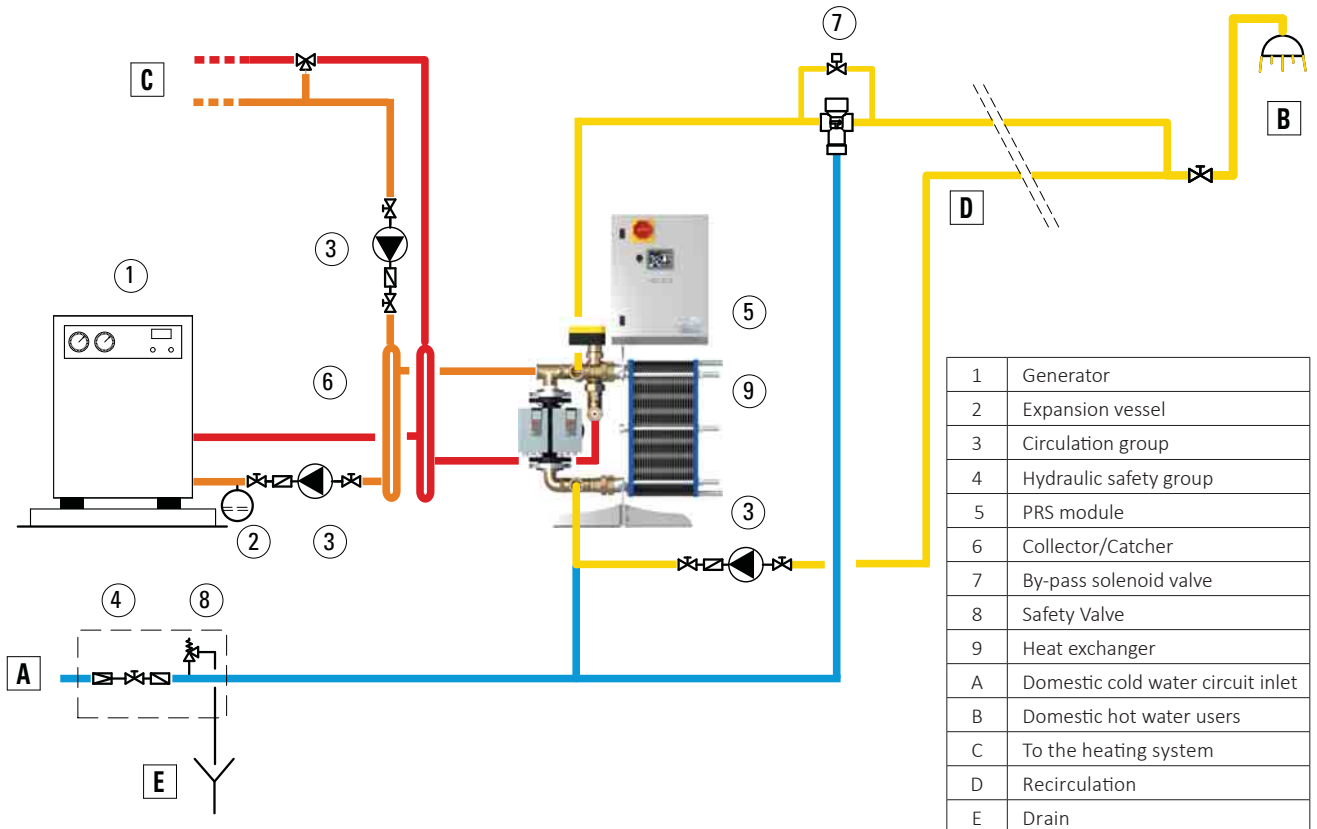 7
C
B
D
3
1
5
6
9
2
3
3
4
8
A
E
1 Generator
2 Expansion vessel
3 Circulation group
4 Hydraulic safety group
5 PRS module
6 Collector/Catcher
7 By-pass solenoid valve
8 Safety Valve
9 Heat exchanger
A Domestic cold water circuit inlet
B Domestic hot water users
C To the heating system
D Recirculation
E Drain